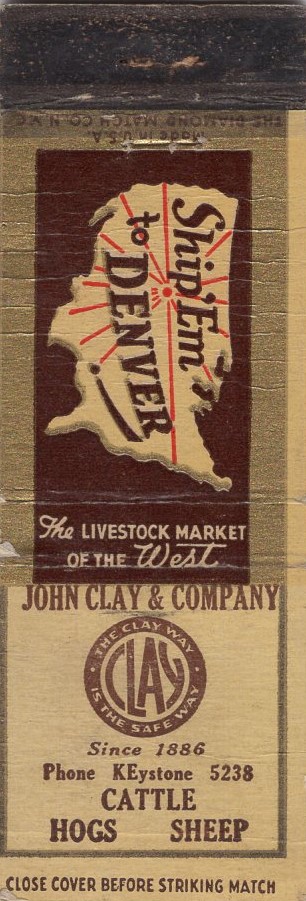 THE DIAMOND MATCH CO. N.Y.C.
Made in U.S.A.
Ship 'Em
to DENVER
The LIVESTOCK MARKET
OF THE West
JOHN CLAY & COMPANY
THE CLAY WAY
CLAY
IS THE SAFE WAY
Since 1886
Phone KEystone 5238
CATTLE
HOGS SHEEP
CLOSE COVER BEFORE STRIKING MATCH